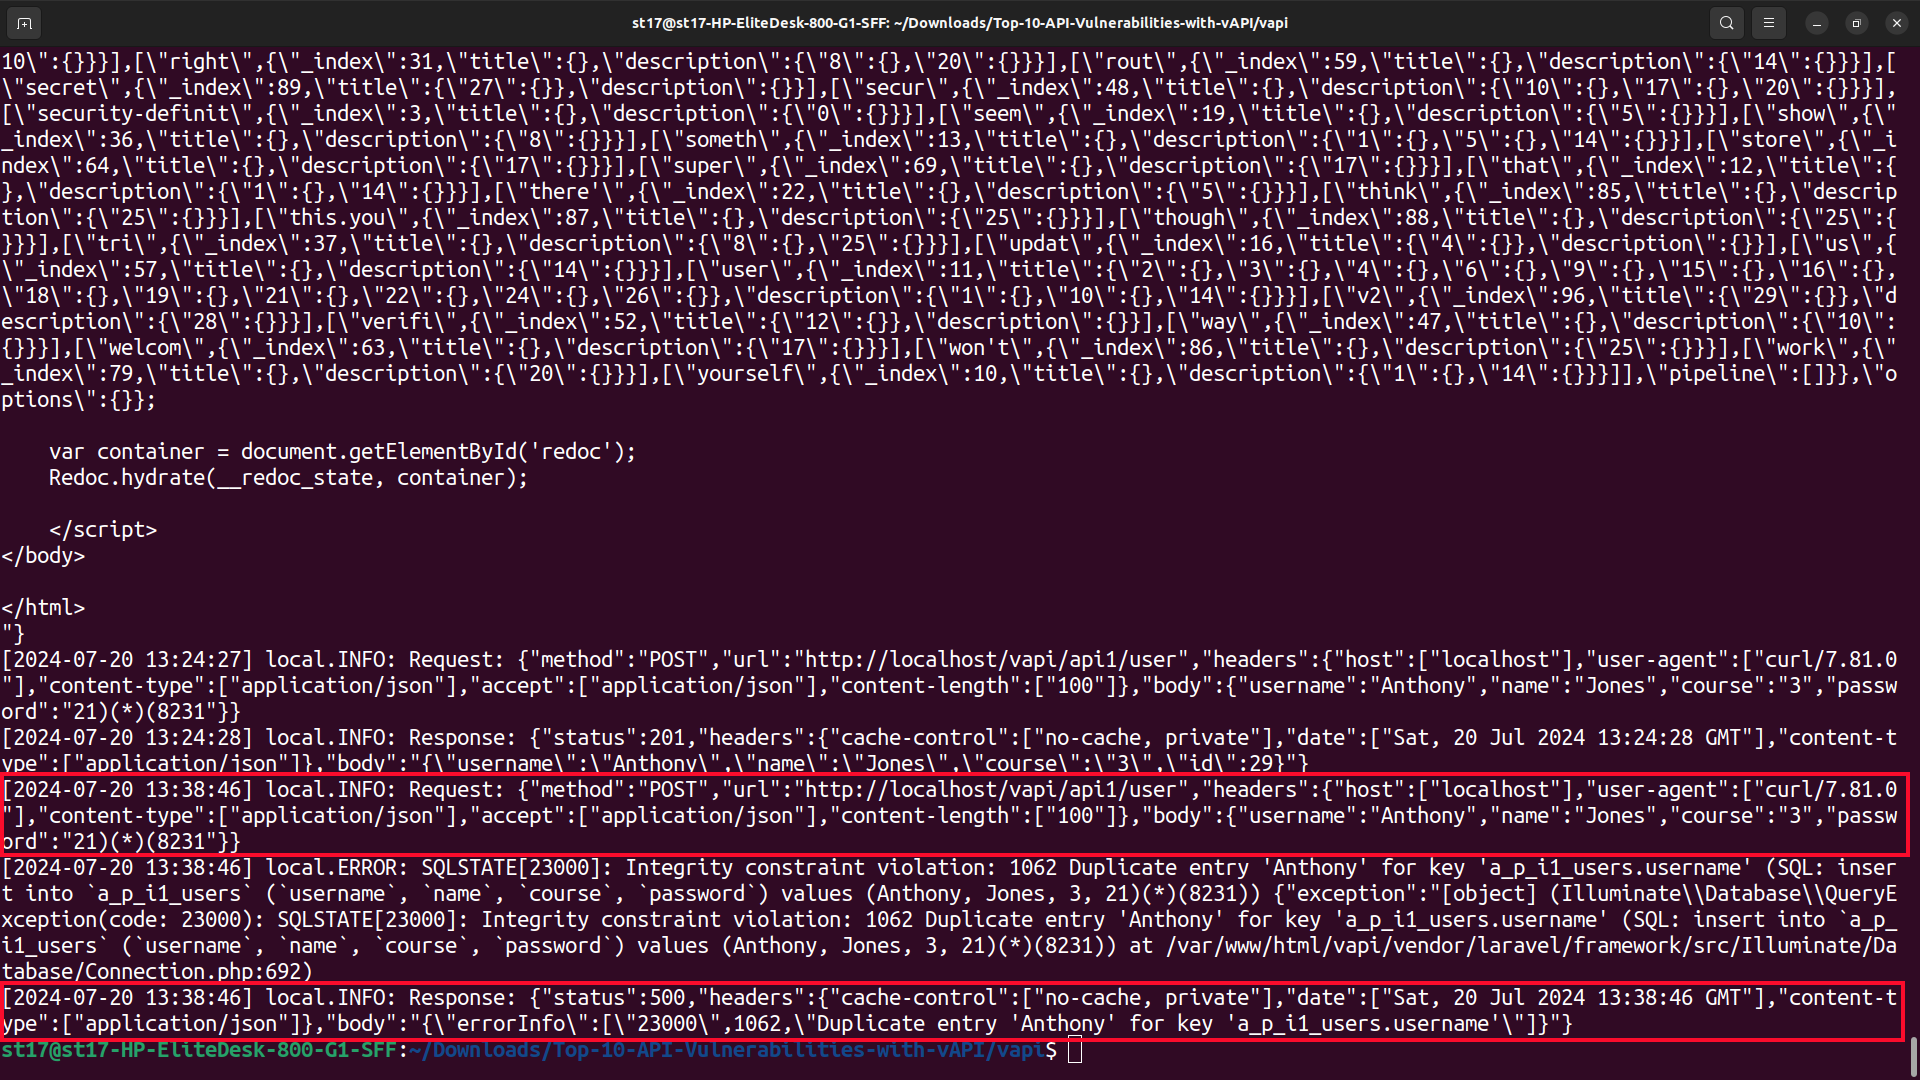 st17@st17-HP-EliteDesk-800-G1-SFF: ~/Downloads/Top-10-API-Vulnerabilities-with-vAPI/vapi
10\":{}}}],[\"right\",{\"_index\":31,\"title\":{},\"description\":{\"8\":{},\"20\":{}}}],[\"rout\",{\"_index\":59,\"title\":{},\"description\":{\"14\":{}}}],[
\"secret\",{\"_index\":89,\"title\":{\"27\":{}},\"description\":{}}],[\"secur\",{\"_index\":48,\"title\":{},\"description\":{\"10\":{},\"17\":{},\"20\":{}}}],
[\"security-definit\",{\"_index\":3,\"title\":{},\"description\":{\"0\":{}}}],[\"seem\",{\"_index\":19,\"title\":{},\"description\":{\"5\":{}}}],[\"show\",{\"
_index\":36,\"title\":{},\"description\":{\"8\":{}}}],[\"someth\",{\"_index\":13,\"title\":{},\"description\":{\"1\":{},\"5\":{},\"14\":{}}}],[\"store\",{\"_i
ndex\":64,\"title\":{},\"description\":{\"17\":{}}}],[\"super\",{\"_index\":69,\"title\":{},\"description\":{\"17\":{}}}],[\"that\",{\"_index\":12,\"title\":{
},\"description\":{\"1\":{},\"14\":{}}}],[\"there'\",{\"_index\":22,\"title\":{},\"description\":{\"5\":{}}}],[\"think\",{\"_index\":85,\"title\":{},\"descrip
tion\":{\"25\":{}}}],[\"this.you\",{\"_index\":87,\"title\":{},\"description\":{\"25\":{}}}],[\"though\",{\"_index\":88,\"title\":{},\"description\":{\"25\":{
}}}],[\"tri\",{\"_index\":37,\"title\":{},\"description\":{\"8\":{},\"25\":{}}}],[\"updat\",{\"_index\":16,\"title\":{\"4\":{}},\"description\":{}}],[\"us\",{
\"_index\":57,\"title\":{},\"description\":{\"14\":{}}}],[\"user\",{\"_index\":11,\"title\":{\"2\":{},\"3\":{},\"4\":{},\"6\":{},\"9\":{},\"15\":{},\"16\":{},
\"18\":{},\"19\":{},\"21\":{},\"22\":{},\"24\":{},\"26\":{}},\"description\":{\"1\":{},\"10\":{},\"14\":{}}}],[\"v2\",{\"_index\":96,\"title\":{\"29\":{}},\"d
escription\":{\"28\":{}}}],[\"verifi\",{\"_index\":52,\"title\":{\"12\":{}},\"description\":{}}],[\"way\",{\"_index\":47,\"title\":{},\"description\":{\"10\":
{}}}],[\"welcom\",{\"_index\":63,\"title\":{},\"description\":{\"17\":{}}}],[\"won't\",{\"_index\":86,\"title\":{},\"description\":{\"25\":{}}}],[\"work\",{\"
_index\":79,\"title\":{},\"description\":{\"20\":{}}}],[\"yourself\",{\"_index\":10,\"title\":{},\"description\":{\"1\":{},\"14\":{}}}]],\"pipeline\":[]}},\"o
ptions\":{}};
var container = document.getElementById('redoc');
Redoc.hydrate(__redoc_state, container);
</script>
</body>
</html>
"}
[2024-07-20 13:24:27] local.INFO: Request: {"method":"POST","url":"http://localhost/vapi/api1/user","headers":{"host":["localhost"],"user-agent":["curl/7.81.0
"],"content-type":["application/json"],"accept":["application/json"],"content-length":["100"]},"body":{"username":"Anthony","name":"Jones","course":"3","passw
ord":"21)(*)(8231"}}
[2024-07-20 13:24:28] local.INFO: Response: {"status":201,"headers":{"cache-control":["no-cache, private"],"date":["Sat, 20 Jul 2024 13:24:28 GMT"],"content-t
ype":["application/json"]},"body":"{\"username\":\"Anthony\",\"name\":\"Jones\",\"course\":\"3\",\"id\":29}"}
[2024-07-20 13:38:46] local.INFO: Request: {"method":"POST","url":"http://localhost/vapi/api1/user","headers":{"host":["localhost"],"user-agent":["curl/7.81.0
"],"content-type":["application/json"],"accept":["application/json"],"content-length":["100"]},"body":{"username":"Anthony","name":"Jones","course":"3","passw
ord":"21)(*)(8231"}}
[2024-07-20 13:38:46] local.ERROR: SQLSTATE[23000]: Integrity constraint violation: 1062 Duplicate entry 'Anthony' for key 'a_p_i1_users.username' (SQL: inser
t into `a_p_i1_users` (`username`, `name`, `course`, `password`) values (Anthony, Jones, 3, 21)(*)(8231)) {"exception":"[object] (Illuminate\\Database\\QueryE
xception(code: 23000): SQLSTATE[23000]: Integrity constraint violation: 1062 Duplicate entry 'Anthony' for key 'a_p_i1_users.username' (SQL: insert into `a_p_
i1_users` (`username`, `name`, `course`, `password`) values (Anthony, Jones, 3, 21)(*)(8231)) at /var/www/html/vapi/vendor/laravel/framework/src/Illuminate/Da
tabase/Connection.php:692)
[2024-07-20 13:38:46] local.INFO: Response: {"status":500,"headers":{"cache-control":["no-cache, private"],"date":["Sat, 20 Jul 2024 13:38:46 GMT"],"content-t
ype":["application/json"]},"body":"{\"errorInfo\":[\"23000\",1062,\"Duplicate entry 'Anthony' for key 'a_p_i1_users.username'\"]}"}
st17@st17-HP-EliteDesk-800-G1-SFF:~/Downloads/Top-10-API-Vulnerabilities-with-vAPI/vapi$